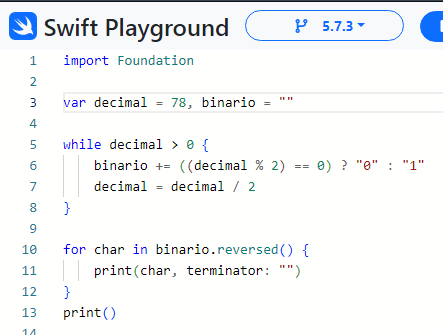 Swift Playground 5.7.3
1 import Foundation
2
3 var decimal = 78, binario = ""
4
5 while decimal > 0 {
6     binario += ((decimal % 2) == 0) ? "0" : "1"
7     decimal = decimal / 2
8 }
9
10 for char in binario.reversed() {
11     print(char, terminator: "")
12 }
13 print()
14